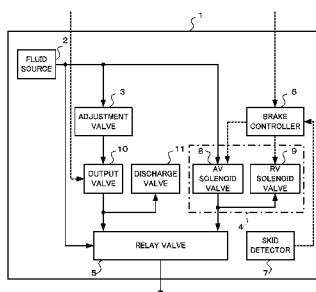 1
2
FLUID
SOURCE
3
ADJUSTMENT
VALVE
6
BRAKE
CONTROLLER
10
OUTPUT
VALVE
11
DISCHARGE
VALVE
8
AV
SOLENOID
VALVE
9
RV
SOLENOID
VALVE
4
RELAY VALVE
5
SKID
DETECTOR
7